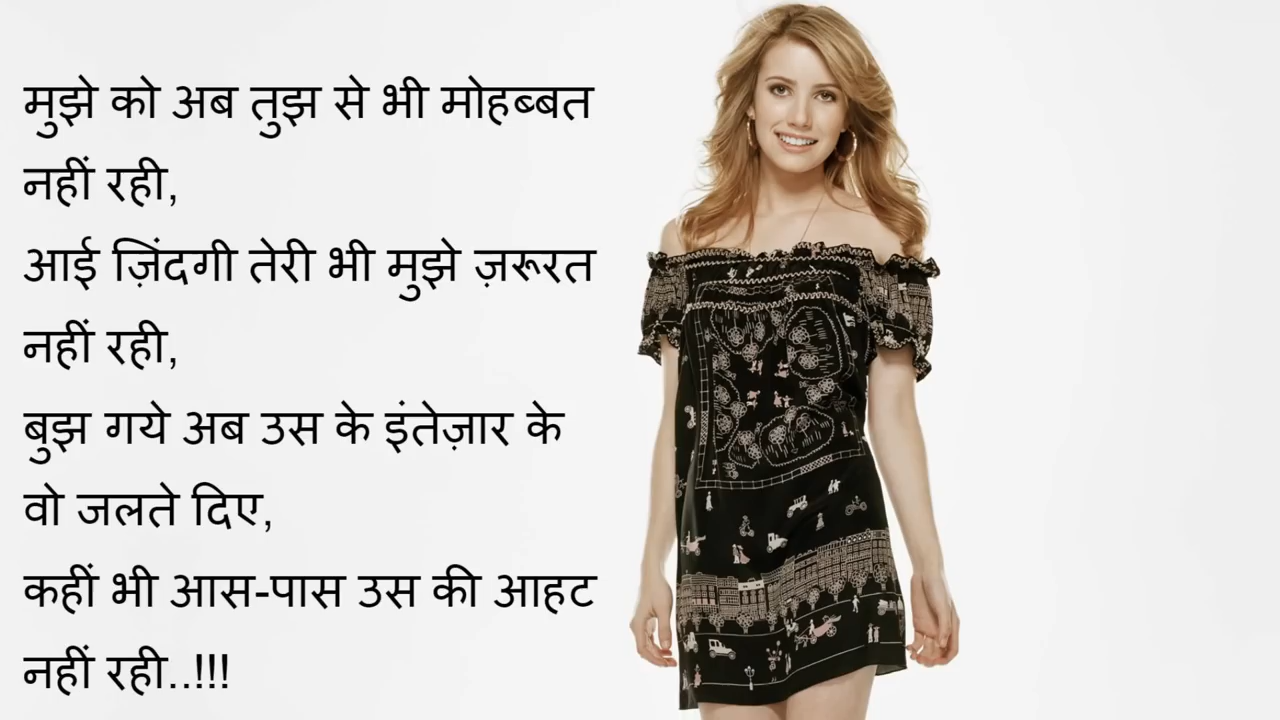 मुझे को अब तुझ से भी मोहब्बत
नहीं रही,
आई ज़िंदगी तेरी भी मुझे ज़रूरत
नहीं रही,
बुझ गये अब उस के इंतेज़ार के
वो जलते दिए,
कहीं भी आस-पास उस की आहट
नहीं रही..!!!